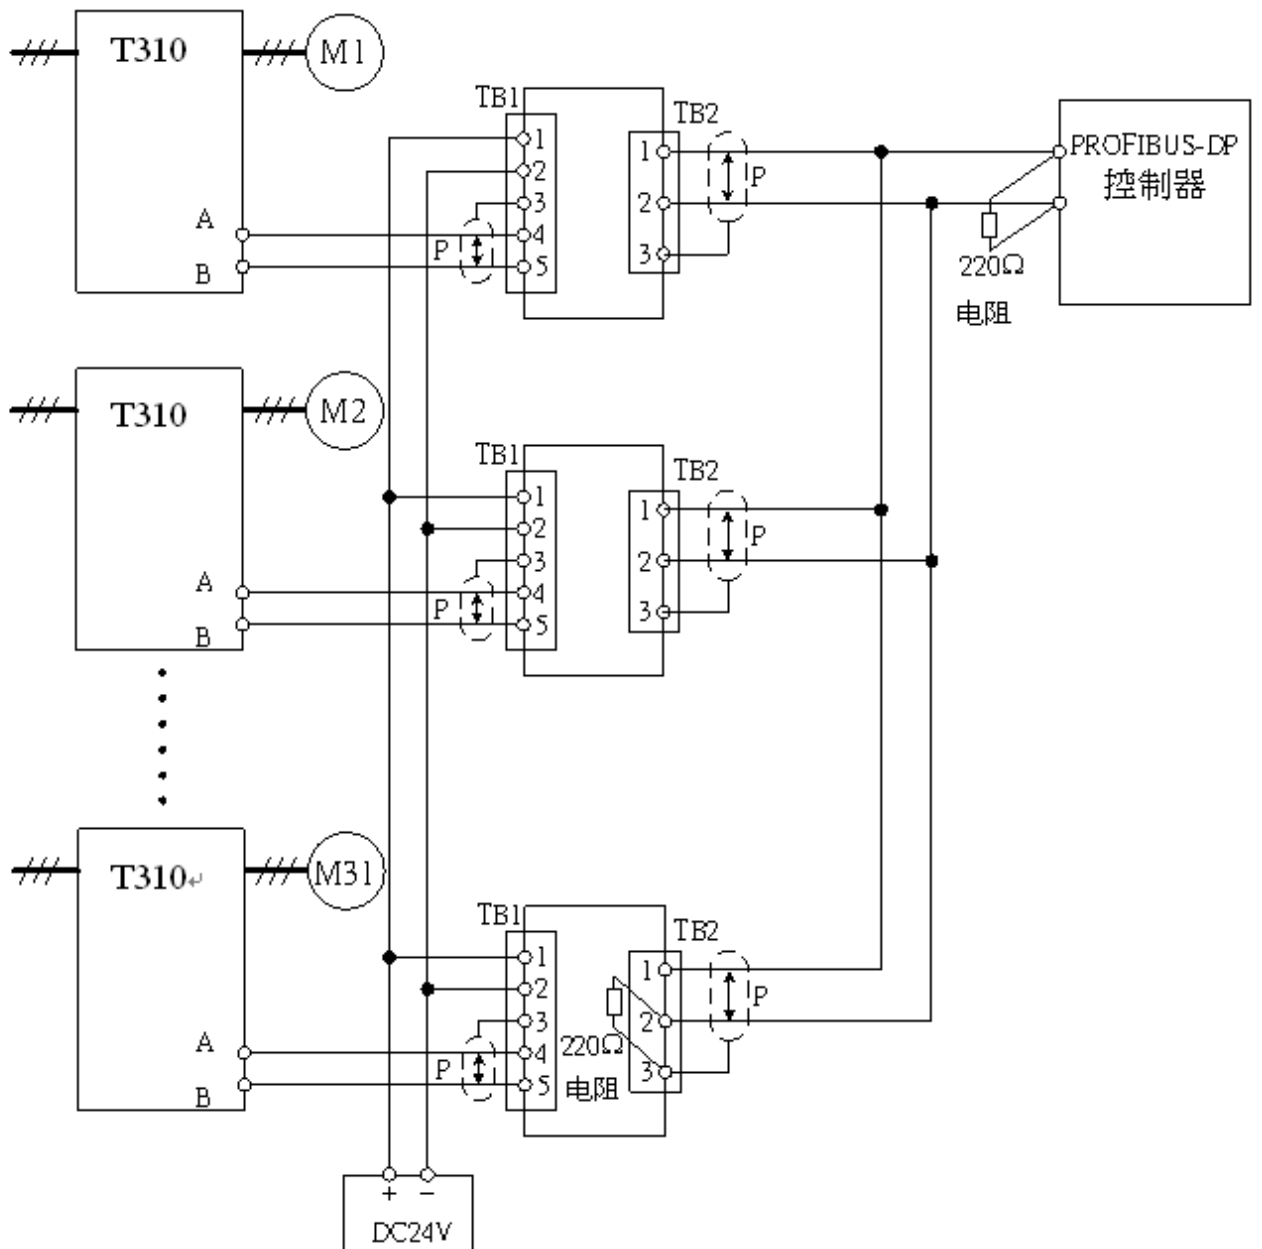 T310
M1
TB1
TB2
1
2
3
4
5
1
2
3
P
A
B
P
PROFIBUS-DP
控制器
220Ω
电阻
T310
M2
TB1
TB2
1
2
3
4
5
1
2
3
P
A
B
P
T310↵
M31
TB1
TB2
1
2
3
4
5
1
2
3
P
220Ω
电阻
A
B
P
+ −
DC24V